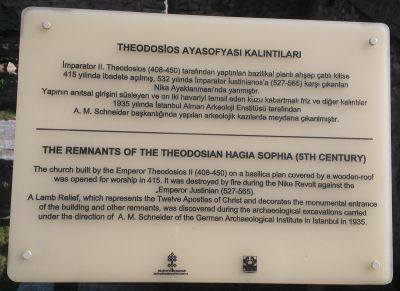 THEODOSİOS AYASOFYASI KALINTILARI
İmparator II. Theodosios (408-450) tarafından yaptırılan bazilikal planlı ahşap çatılı kilise
415 yılında ibadete açılmış, 532 yılında İmparator İustinianos'a (527-565) karşı çıkarılan
Nika Ayaklanması'nda yanmıştır.
Yapının anıtsal girişini süsleyen ve on iki havariyi temsil eden kuzu kabartmalı friz ve diğer kalıntılar
1935 yılında İstanbul Alman Arkeoloji Enstitüsü tarafından
A. M. Schneider başkanlığında yapılan arkeolojik kazılarda meydana çıkarılmıştır.
THE REMNANTS OF THE THEODOSIAN HAGIA SOPHIA (5TH CENTURY)
The church built by the Emperor Theodosios II (408-450) on a basilica plan covered by a wooden-roof
was opened for worship in 415. It was destroyed by fire during the Nike Revolt against the
Emperor Justinian (527-565).
A Lamb Relief, which represents the Twelve Apostles of Christ and decorates the monumental entrance
of the building and other remnants, was discovered during the archaeological excavations carried
under the direction of A. M. Schneider of the German Archaeological Institute in Istanbul in 1935.